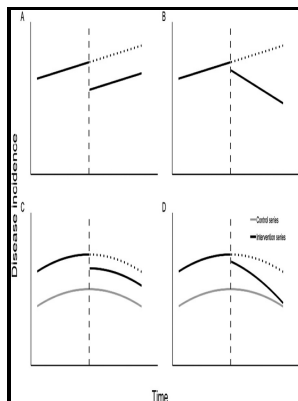 A
B
Disease Incidence
C
D
Control series
Intervention series
Time